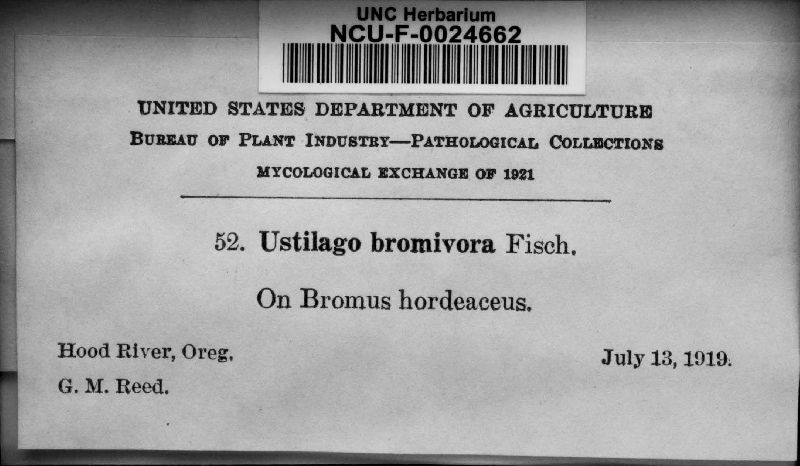 UNC Herbarium
NCU-F-0024662
UNITED STATES DEPARTMENT OF AGRICULTURE
BUREAU OF PLANT INDUSTRY—PATHOLOGICAL COLLECTIONS
MYCOLOGICAL EXCHANGE OF 1921
52. Ustilago bromivora Fisch.
On Bromus hordeaceus.
Hood River, Oreg.
July 13, 1919.
G. M. Reed.